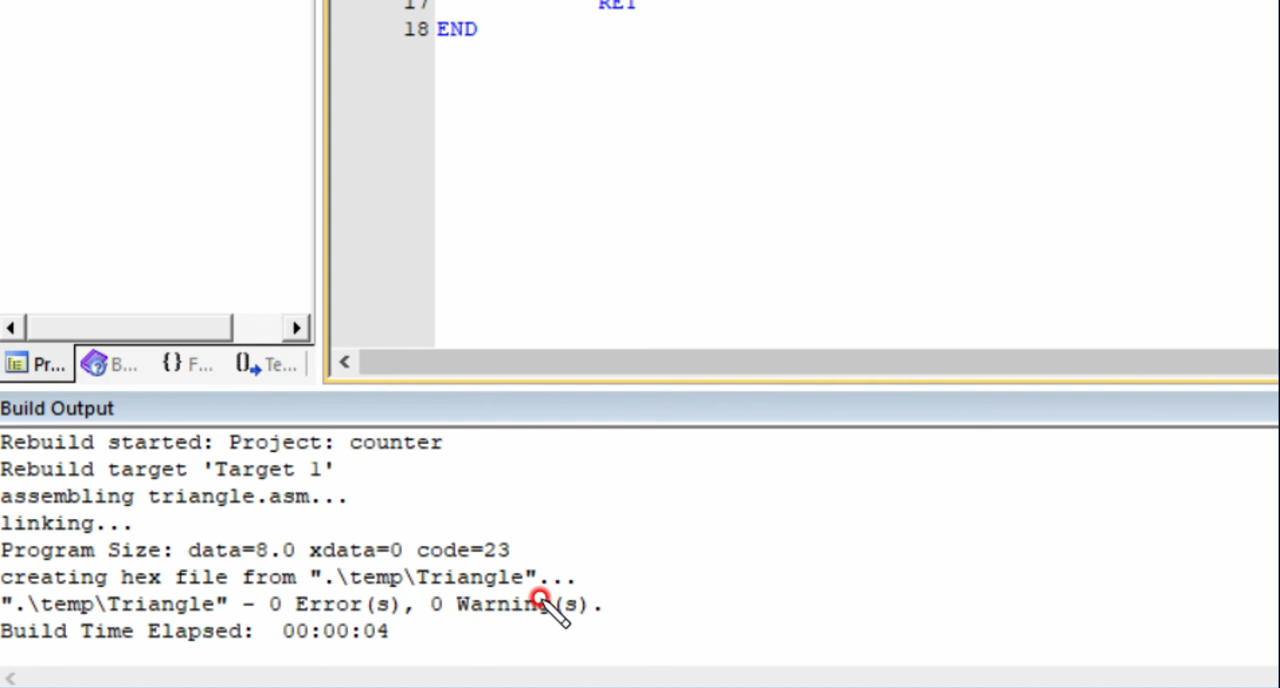 17 RET
18 END
Pr... B... {} F... Te...
Build Output
Rebuild started: Project: counter
Rebuild target 'Target 1'
assembling triangle.asm...
linking...
Program Size: data=8.0 xdata=0 code=23
creating hex file from ".\temp\Triangle"...
".\temp\Triangle" - 0 Error(s), 0 Warning(s).
Build Time Elapsed:  00:00:04